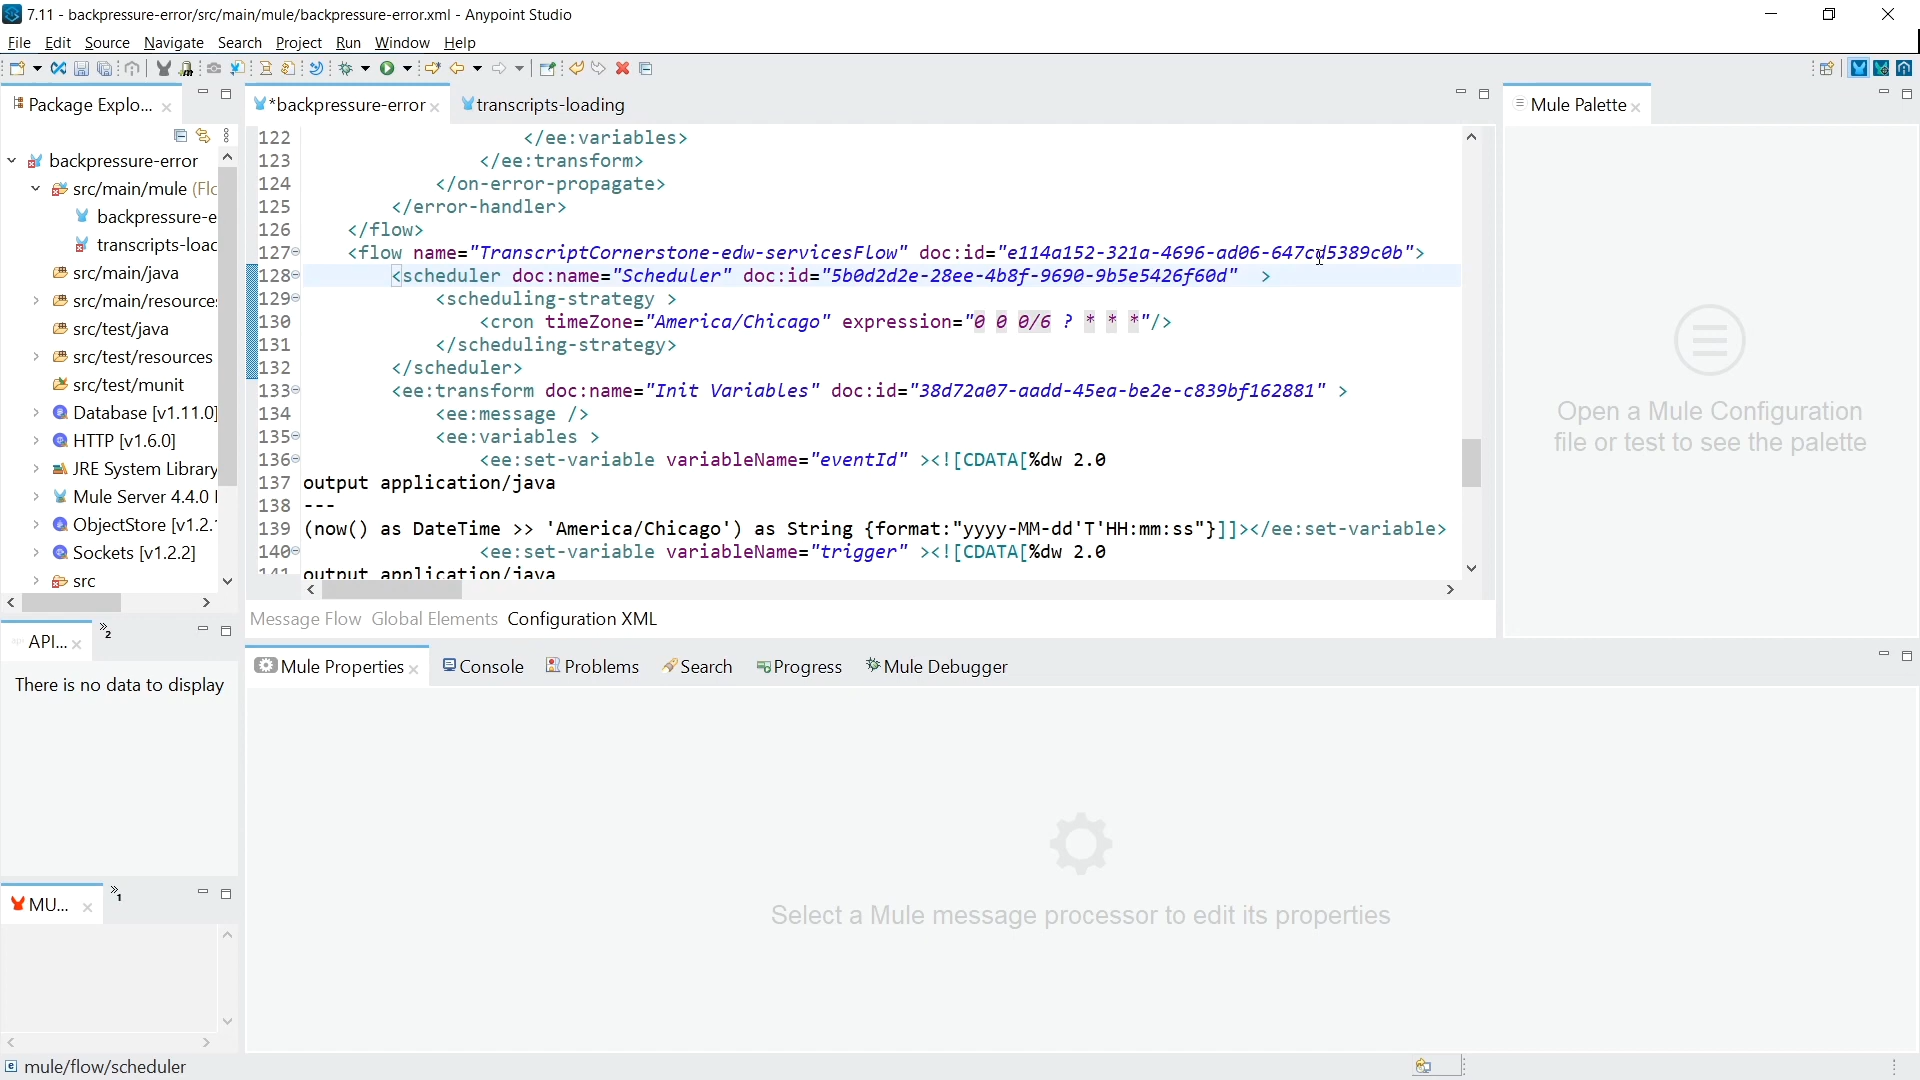 7.11 - backpressure-error/src/main/mule/backpressure-error.xml - Anypoint Studio
File Edit Source Navigate Search Project Run Window Help
Package Explo...
*backpressure-error
transcripts-loading
Mule Palette
backpressure-error
src/main/mule (Flo
backpressure-e
transcripts-load
src/main/java
src/main/resources
src/test/java
src/test/resources
src/test/munit
Database [v1.11.0]
HTTP [v1.6.0]
JRE System Library
Mule Server 4.4.0
ObjectStore [v1.2.
Sockets [v1.2.2]
src
122 </ee:variables>
123 </ee:transform>
124 </on-error-propagate>
125 </error-handler>
126 </flow>
127 <flow name="TranscriptCornerstone-edw-servicesFlow" doc:id="e114a152-321a-4696-ad06-647cd5389c0b">
128 <scheduler doc:name="Scheduler" doc:id="5b0d2d2e-28ee-4b8f-9690-9b5e5426f60d" >
129 <scheduling-strategy >
130 <cron timeZone="America/Chicago" expression="0 0 0/6 ? * * *"/>
131 </scheduling-strategy>
132 </scheduler>
133 <ee:transform doc:name="Init Variables" doc:id="38d72a07-aadd-45ea-be2e-c839bf162881" >
134 <ee:message />
135 <ee:variables >
136 <ee:set-variable variableName="eventId" ><![CDATA[%dw 2.0
137 output application/java
138 ---
139 (now() as DateTime >> 'America/Chicago') as String {format:"yyyy-MM-dd'T'HH:mm:ss"}]]></ee:set-variable>
140 <ee:set-variable variableName="trigger" ><![CDATA[%dw 2.0
141 output application/java
Open a Mule Configuration
file or test to see the palette
Message Flow Global Elements Configuration XML
API... 2
There is no data to display
Mule Properties Console Problems Search Progress Mule Debugger
Select a Mule message processor to edit its properties
MU... 1
mule/flow/scheduler